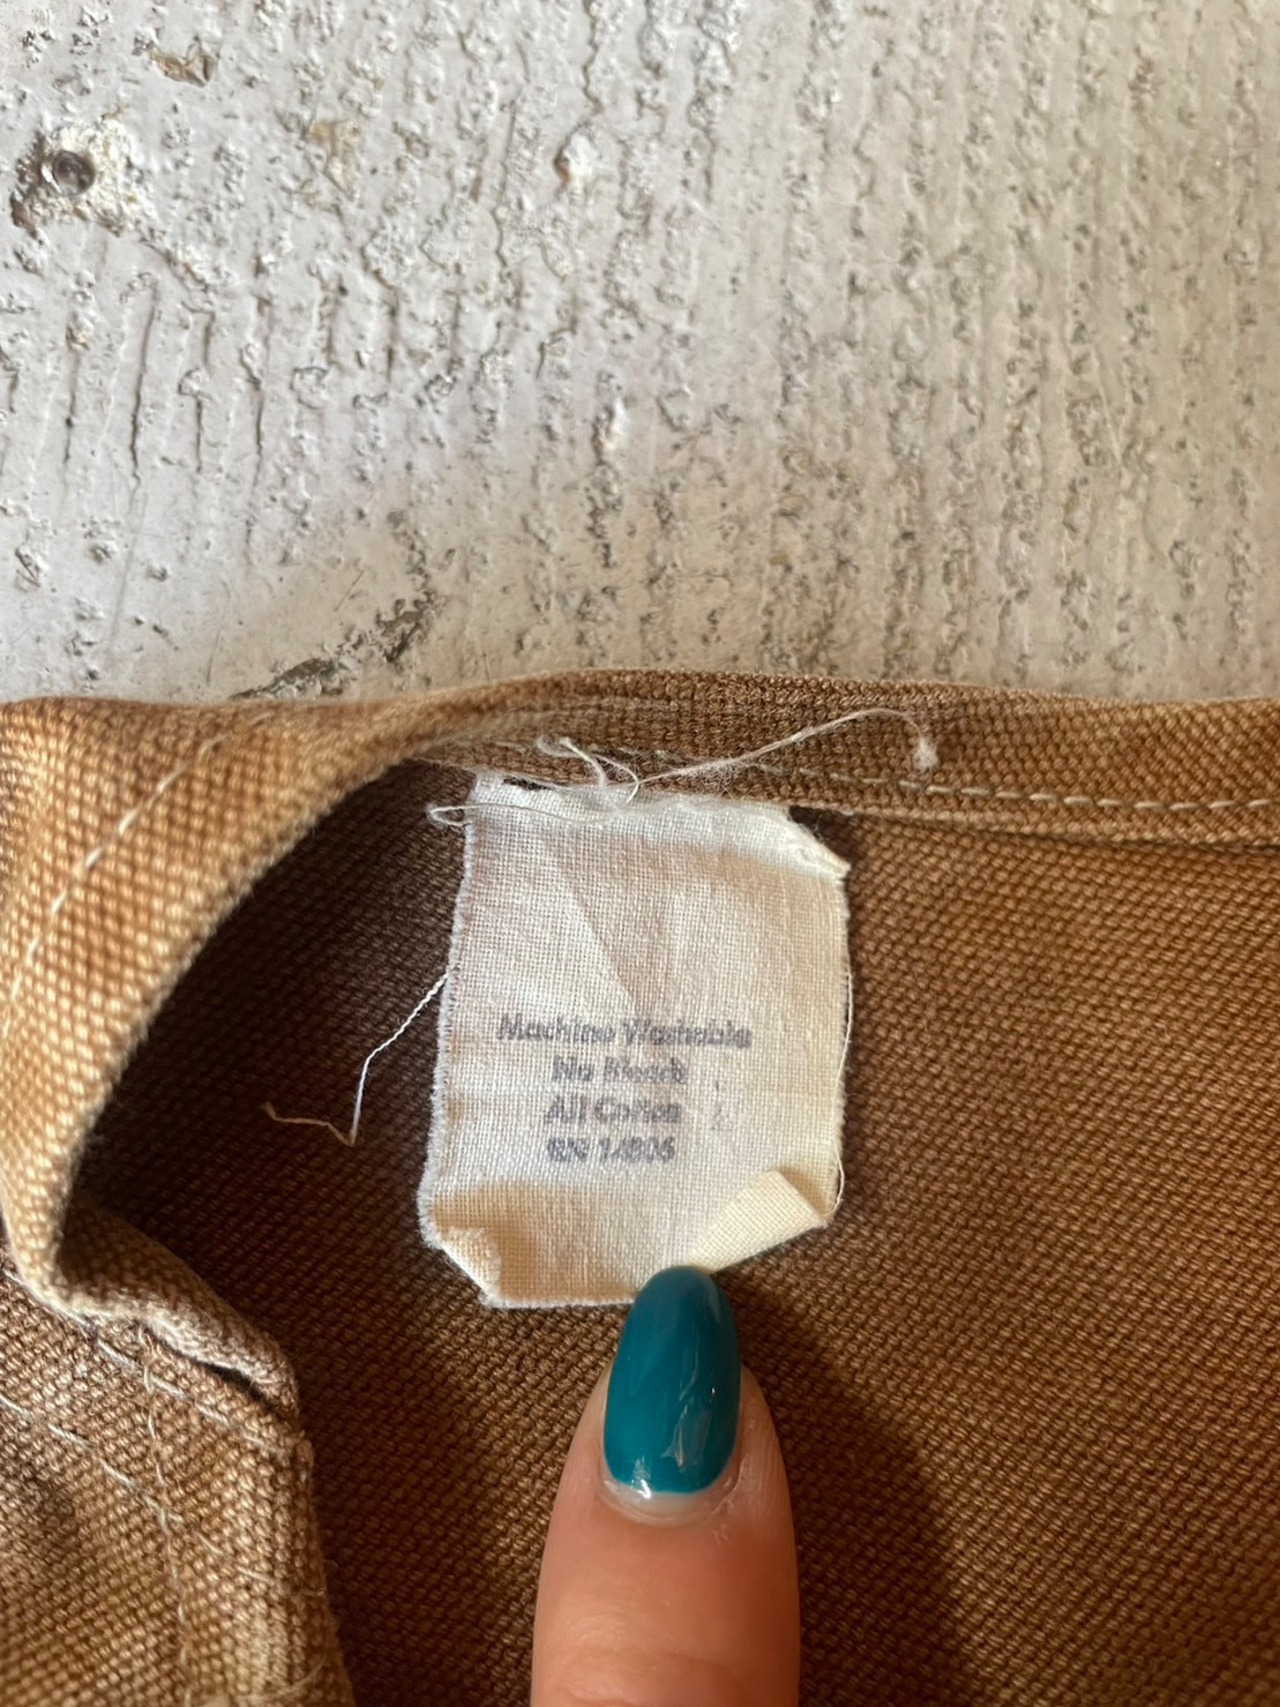 Machine Washable
No Bleach
All Cotton
RN 14806